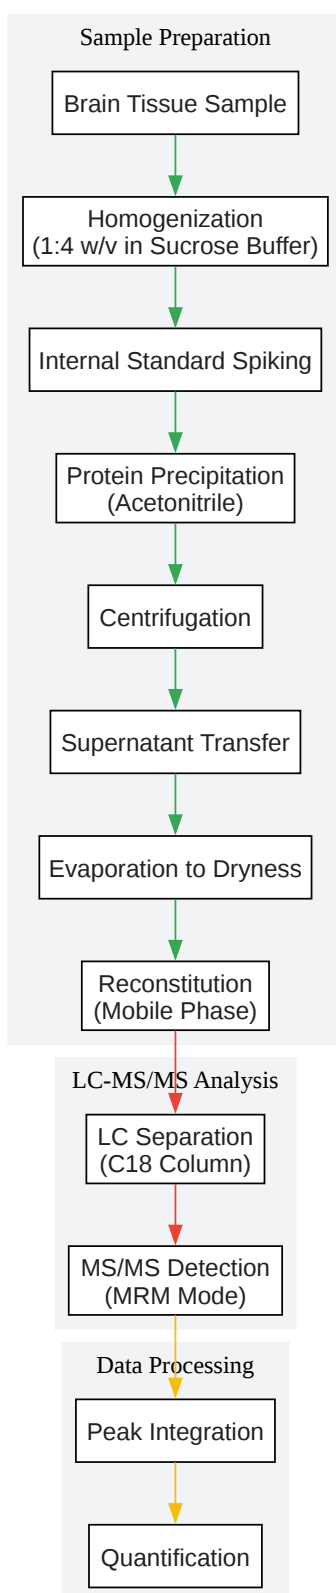 Sample Preparation
Brain Tissue Sample
Homogenization
(1:4 w/v in Sucrose Buffer)
Internal Standard Spiking
Protein Precipitation
(Acetonitrile)
Centrifugation
Supernatant Transfer
Evaporation to Dryness
Reconstitution
(Mobile Phase)
LC-MS/MS Analysis
LC Separation
(C18 Column)
MS/MS Detection
(MRM Mode)
Data Processing
Peak Integration
Quantification